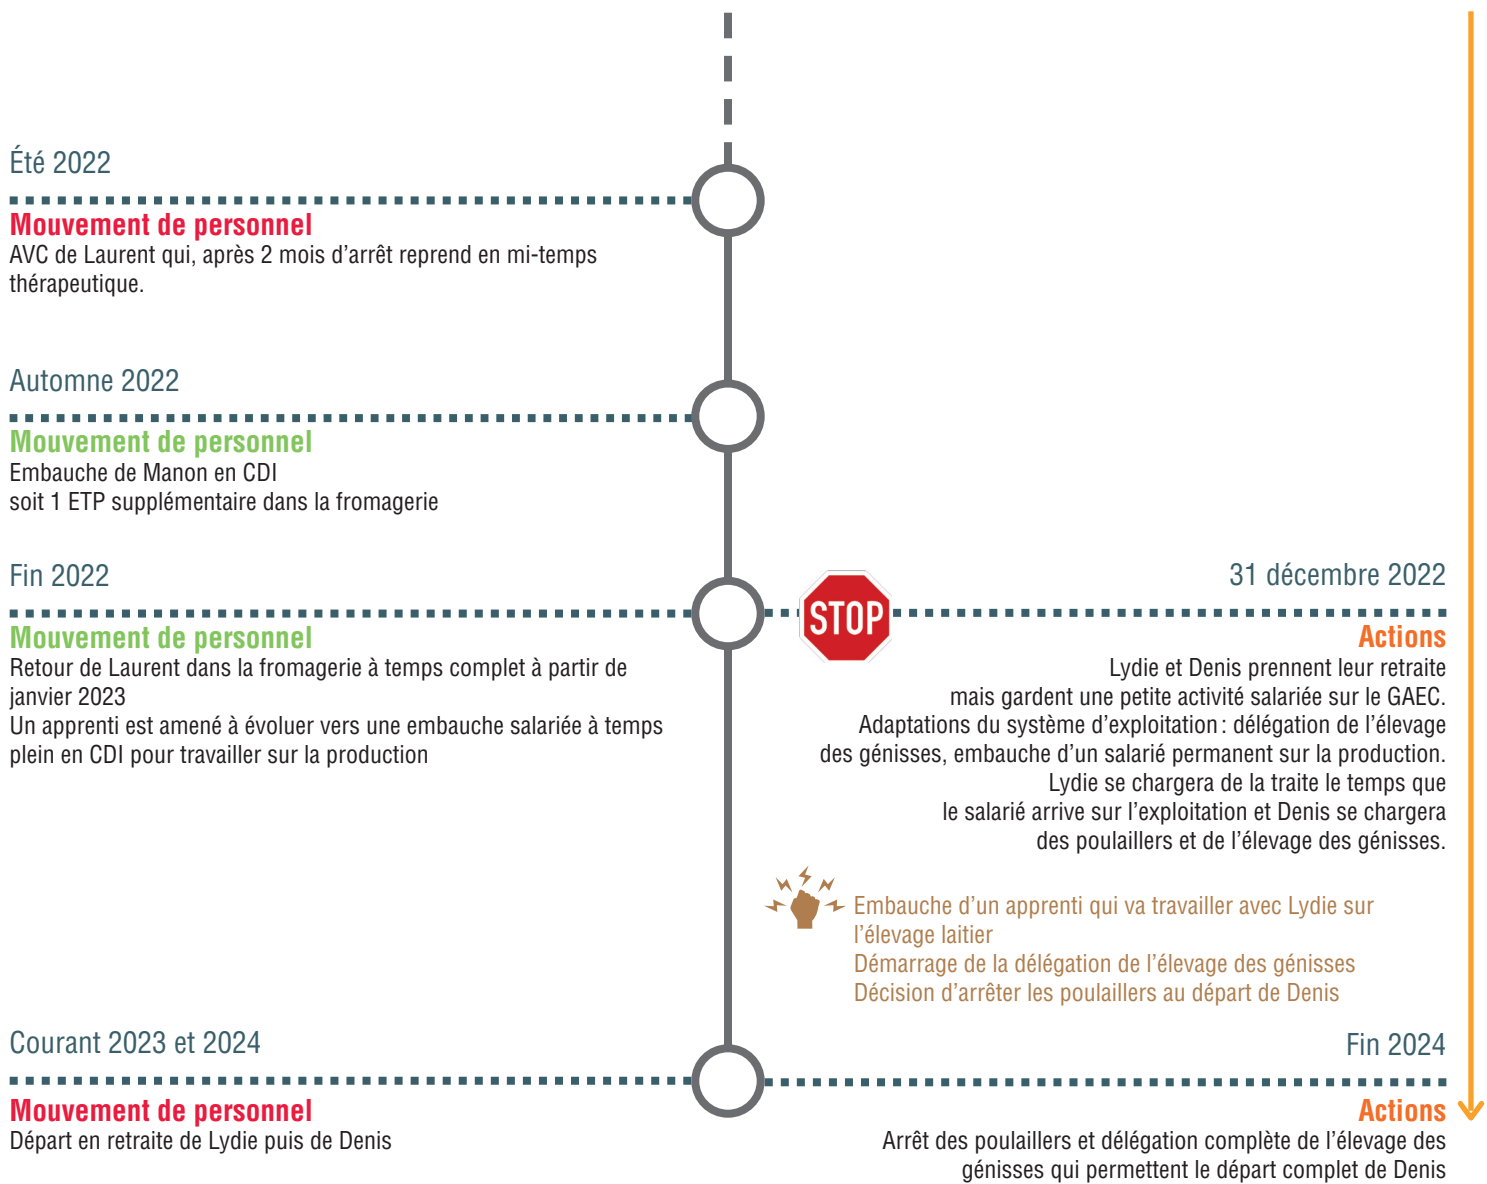 Été 2022
Mouvement de personnel
AVC de Laurent qui, après 2 mois d’arrêt reprend en mi-temps
thérapeutique.
Automne 2022
Mouvement de personnel
Embauche de Manon en CDI
soit 1 ETP supplémentaire dans la fromagerie
Fin 2022
Mouvement de personnel
Retour de Laurent dans la fromagerie à temps complet à partir de
janvier 2023
Un apprenti est amené à évoluer vers une embauche salariée à temps
plein en CDI pour travailler sur la production
STOP
31 décembre 2022
Actions
Lydie et Denis prennent leur retraite
mais gardent une petite activité salariée sur le GAEC.
Adaptations du système d’exploitation : délégation de l’élevage
des génisses, embauche d’un salarié permanent sur la production.
Lydie se chargera de la traite le temps que
le salarié arrive sur l’exploitation et Denis se chargera
des poulaillers et de l’élevage des génisses.
Embauche d’un apprenti qui va travailler avec Lydie sur
l’élevage laitier
Démarrage de la délégation de l’élevage des génisses
Décision d’arrêter les poulaillers au départ de Denis
Courant 2023 et 2024
Mouvement de personnel
Départ en retraite de Lydie puis de Denis
Fin 2024
Actions
Arrêt des poulaillers et délégation complète de l’élevage des
génisses qui permettent le départ complet de Denis